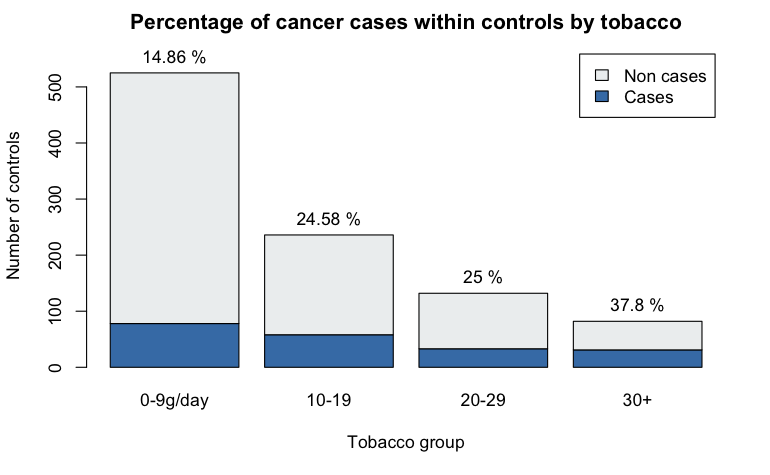 Percentage of cancer cases within controls by tobacco
14.86 %
Non cases
Cases
24.58 %
25 %
37.8 %
Number of controls
500
400
300
200
100
0
0-9g/day
10-19
20-29
30+
Tobacco group